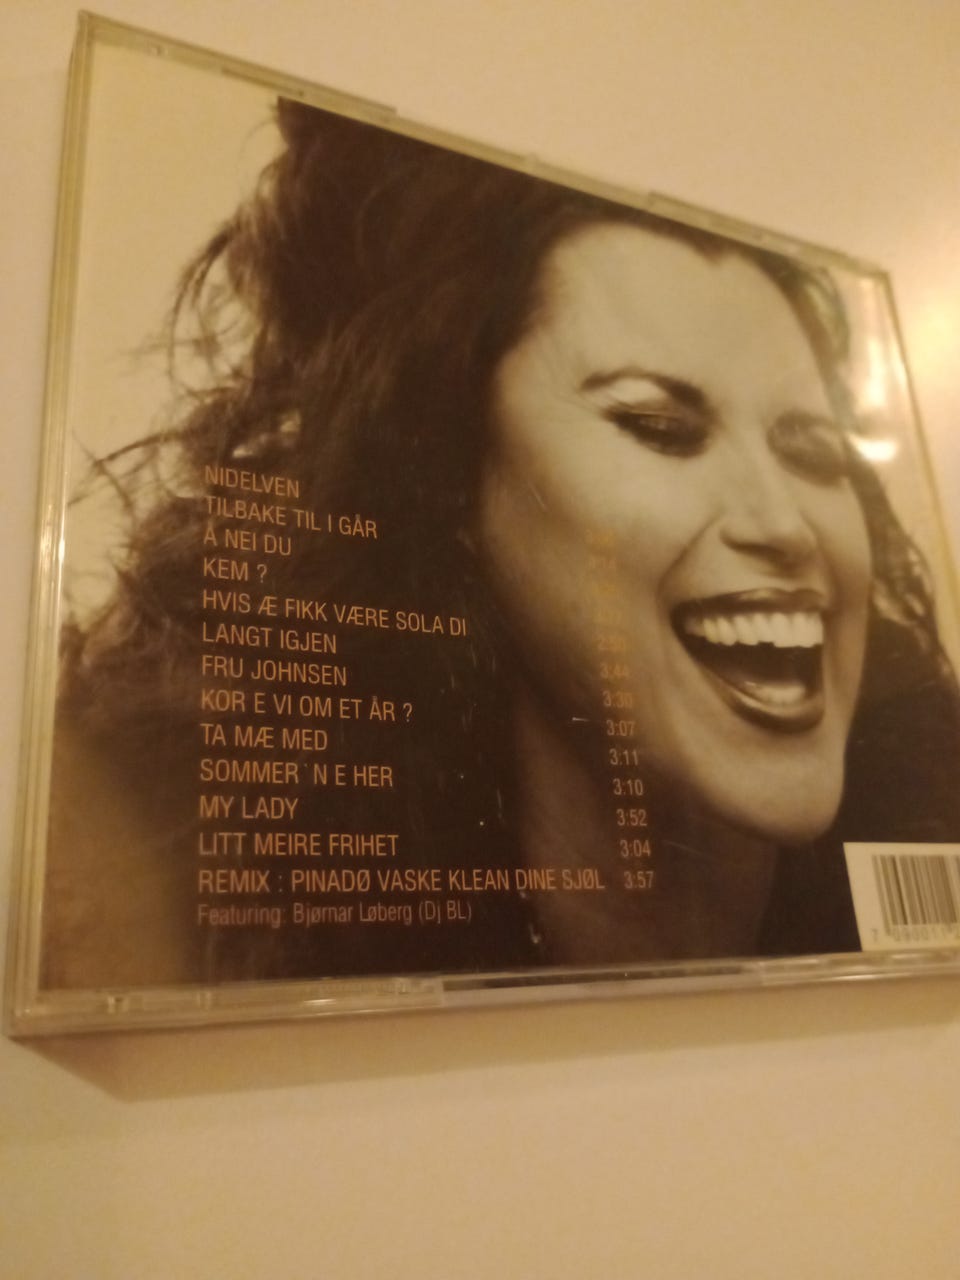 NIDELVEN
TILBAKE TIL I GÅR
Å NEI DU
KEM ?
HVIS Æ FIKK VÆRE SOLA DI
LANGT IGJEN 3:44
FRU JOHNSEN 3:30
KOR E VI OM ET ÅR ? 3:07
TA MÆ MED 3:11
SOMMER`N E HER 3:10
MY LADY 3:52
LITT MEIRE FRIHET 3:04
REMIX : PINADØ VASKE KLEAN DINE SJØL 3:57
Featuring: Bjørnar Løberg (Dj BL)